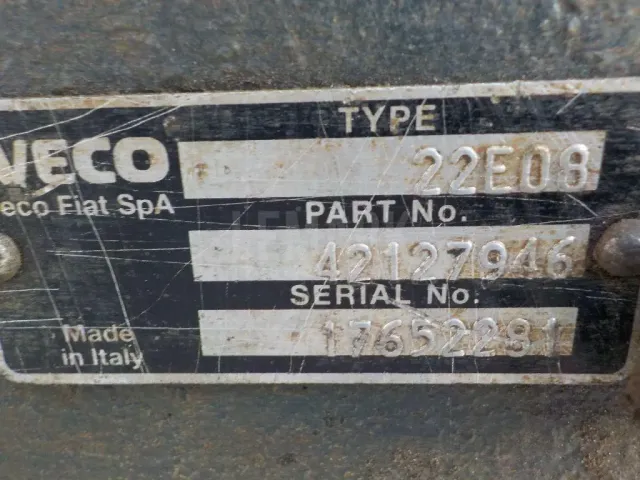 TYPE
VECO
22E08
eco Fiat SpA
PART No.
42127946
SERIAL No.
17652281
Made
in Italy